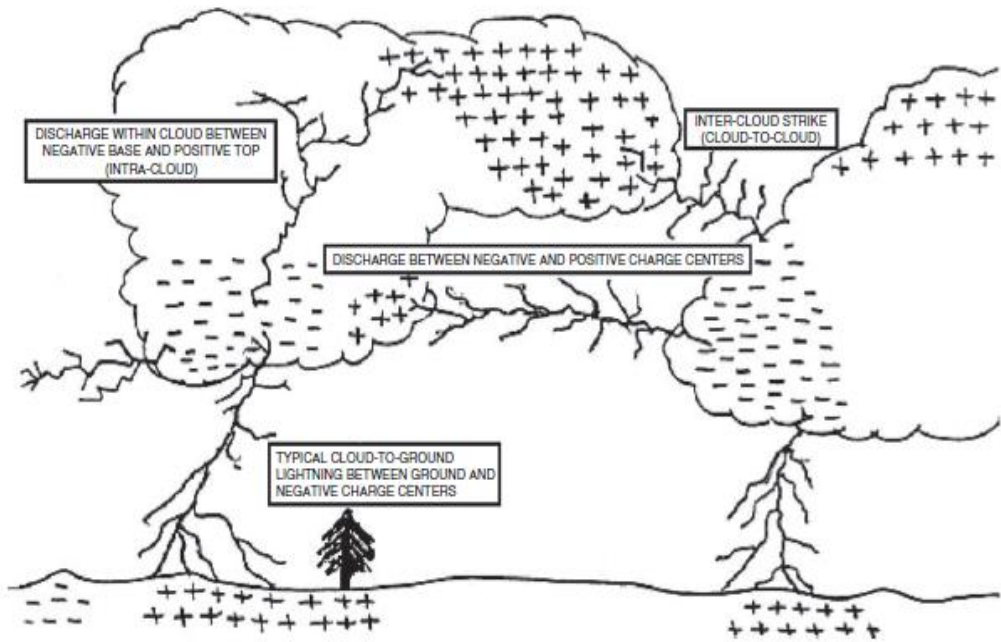 DISCHARGE WITHIN CLOUD BETWEEN
NEGATIVE BASE AND POSITIVE TOP
(INTRA-CLOUD)
INTER-CLOUD STRIKE
(CLOUD-TO-CLOUD)
DISCHARGE BETWEEN NEGATIVE AND POSITIVE CHARGE CENTERS
TYPICAL CLOUD-TO-GROUND
LIGHTNING BETWEEN GROUND AND
NEGATIVE CHARGE CENTERS